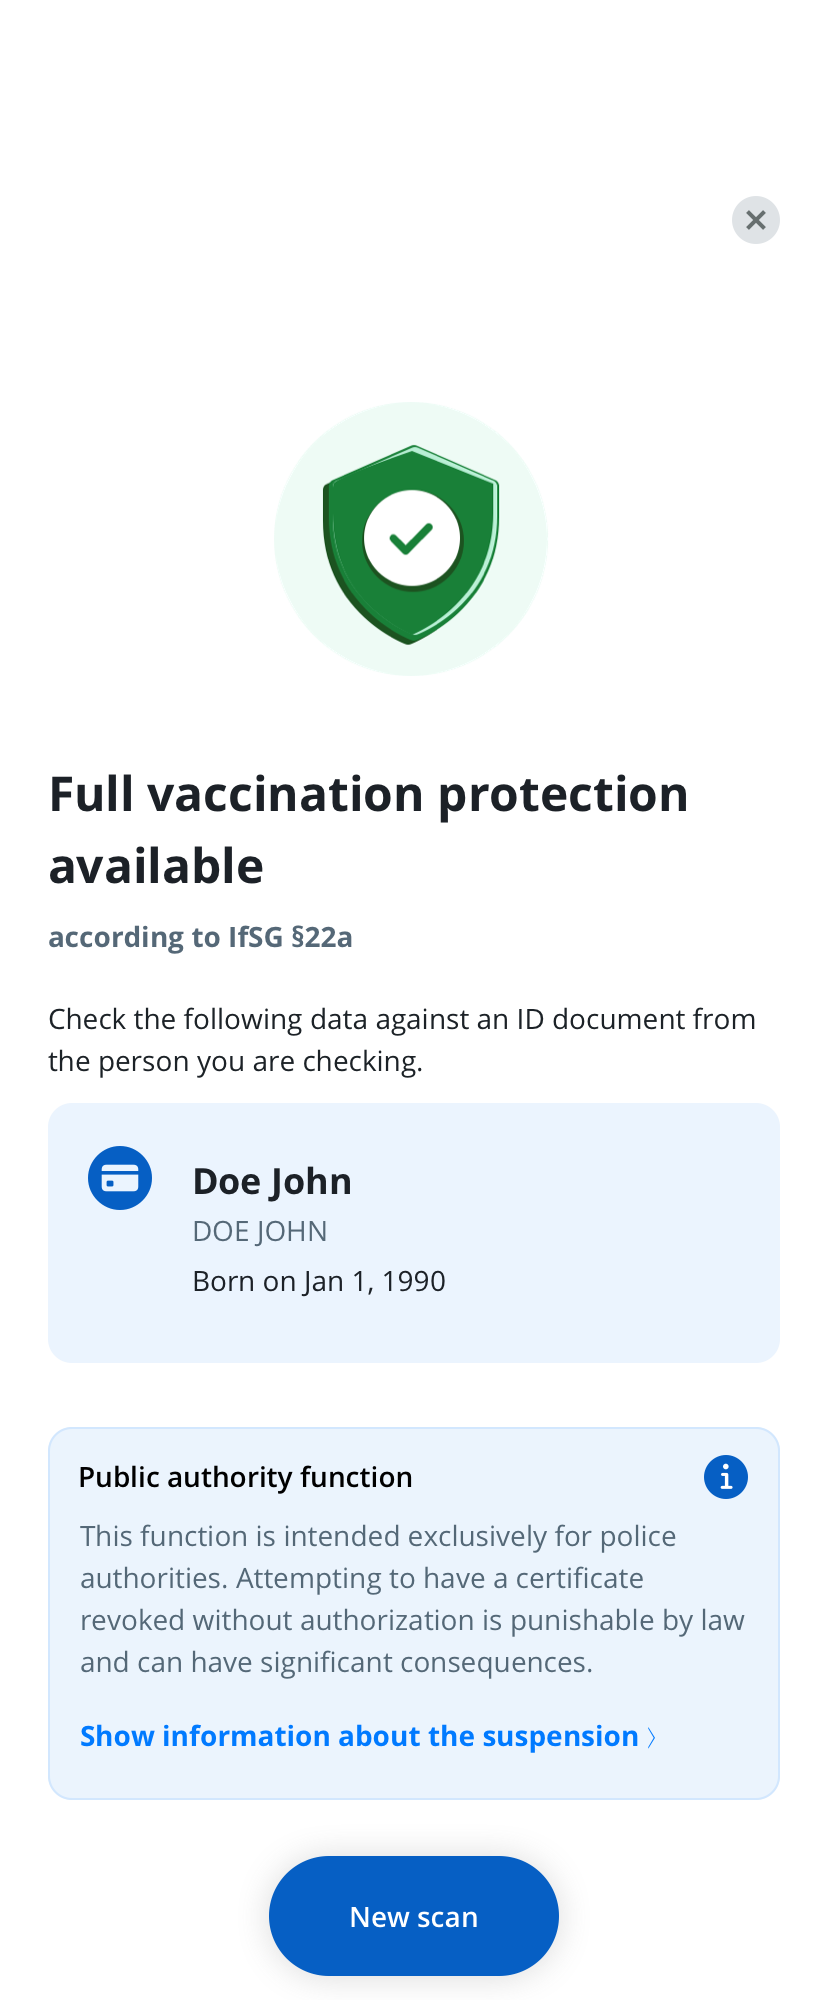 Full vaccination protection
available
according to IfSG §22a
Check the following data against an ID document from
the person you are checking.
Doe John
DOE JOHN
Born on Jan 1, 1990
Public authority function
This function is intended exclusively for police
authorities. Attempting to have a certificate
revoked without authorization is punishable by law
and can have significant consequences.
Show information about the suspension
New scan